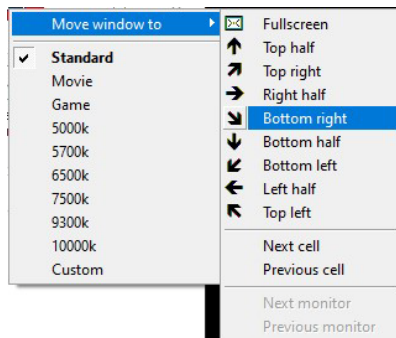 Move window to
Standard
Movie
Game
5000k
5700k
6500k
7500k
9300k
10000k
Custom
Fullscreen
Top half
Top right
Right half
Bottom right
Bottom half
Bottom left
Left half
Top left
Next cell
Previous cell
Next monitor
Previous monitor